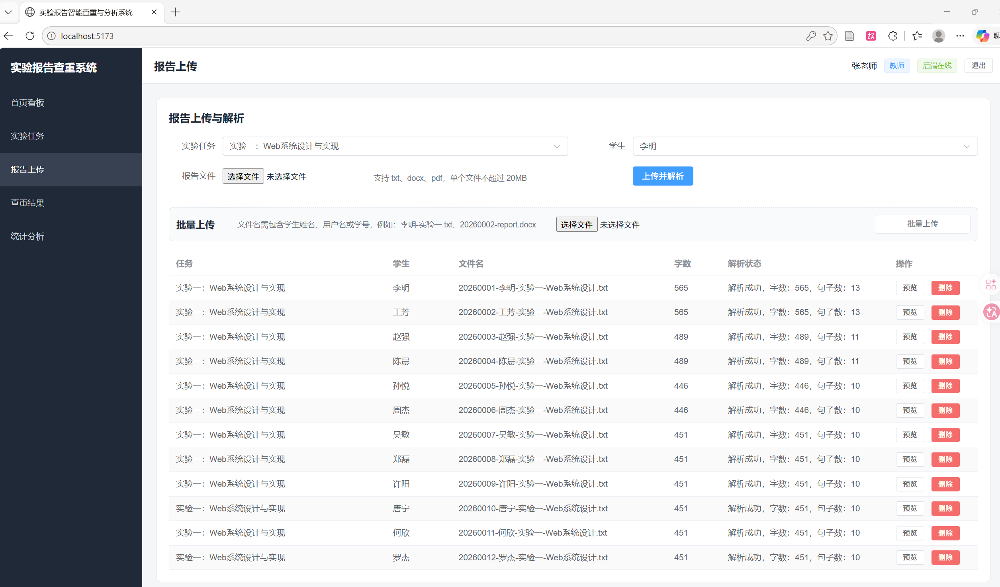 实验报告智能查重与分析系统
localhost:5173
实验报告查重系统
首页看板
实验任务
报告上传
查重结果
统计分析
报告上传
张老师 教师 后端在线 退出
报告上传与解析
实验任务 实验一：Web系统设计与实现 学生 李明
报告文件 选择文件 未选择文件 支持 txt、docx、pdf，单个文件不超过 20MB 上传并解析
批量上传 文件名需包含学生姓名、用户名或学号，例如：李明-实验一.txt、20260002-report.docx 选择文件 未选择文件 批量上传
任务 学生 文件名 字数 解析状态 操作
实验一：Web系统设计与实现 李明 20260001-李明-实验一-Web系统设计.txt 565 解析成功，字数：565，句子数：13 预览 删除
实验一：Web系统设计与实现 王芳 20260002-王芳-实验一-Web系统设计.txt 565 解析成功，字数：565，句子数：13 预览 删除
实验一：Web系统设计与实现 赵强 20260003-赵强-实验一-Web系统设计.txt 489 解析成功，字数：489，句子数：11 预览 删除
实验一：Web系统设计与实现 陈晨 20260004-陈晨-实验一-Web系统设计.txt 489 解析成功，字数：489，句子数：11 预览 删除
实验一：Web系统设计与实现 孙悦 20260005-孙悦-实验一-Web系统设计.txt 446 解析成功，字数：446，句子数：10 预览 删除
实验一：Web系统设计与实现 周杰 20260006-周杰-实验一-Web系统设计.txt 446 解析成功，字数：446，句子数：10 预览 删除
实验一：Web系统设计与实现 吴敏 20260007-吴敏-实验一-Web系统设计.txt 451 解析成功，字数：451，句子数：10 预览 删除
实验一：Web系统设计与实现 郑磊 20260008-郑磊-实验一-Web系统设计.txt 451 解析成功，字数：451，句子数：10 预览 删除
实验一：Web系统设计与实现 许阳 20260009-许阳-实验一-Web系统设计.txt 451 解析成功，字数：451，句子数：10 预览 删除
实验一：Web系统设计与实现 唐宁 20260010-唐宁-实验一-Web系统设计.txt 451 解析成功，字数：451，句子数：10 预览 删除
实验一：Web系统设计与实现 何欣 20260011-何欣-实验一-Web系统设计.txt 451 解析成功，字数：451，句子数：10 预览 删除
实验一：Web系统设计与实现 罗杰 20260012-罗杰-实验一-Web系统设计.txt 451 解析成功，字数：451，句子数：10 预览 删除